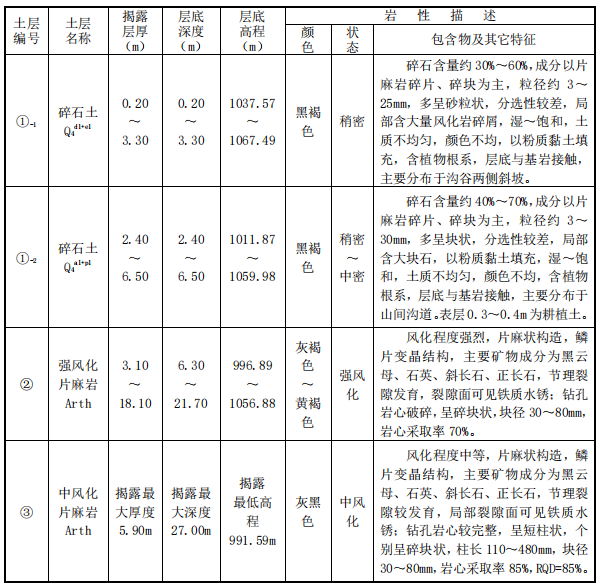 土层编号 土层名称 揭露层厚（m） 层底深度（m） 层底高程（m） 岩 性 描 述
颜色 状态 包含物及其它特征
①-1 碎石土 Q4dl+el 0.20～3.30 0.20～3.30 1037.57～1067.49 黑褐色 稍密
碎石含量约 30%～60%，成分以片
麻岩碎片、碎块为主，粒径约 3～
25mm，多呈砂粒状，分选性较差，局
部含大量风化岩碎屑，湿～饱和，土
质不均匀，颜色不均，以粉质黏土填
充，含植物根系，层底与基岩接触，
主要分布于沟谷两侧斜坡。
①-2 碎石土 Q4al+pl 2.40～6.50 2.40～6.50 1011.87～1059.98 黑褐色 稍密～中密
碎石含量约 40%～70%，成分以片
麻岩碎片、碎块为主，粒径约 3～
30mm，多呈块状，分选性较差，局部
含大块石，以粉质黏土填充，湿～饱
和，土质不均匀，颜色不均，含植物
根系，层底与基岩接触，主要分布于
山间沟道。表层 0.3～0.4m 为耕植土。
② 强风化片麻岩 Arth 3.10～18.10 6.30～21.70 996.89～1056.88 灰褐色～黄褐色 强风化
风化程度强烈，片麻状构造，鳞
片变晶结构，主要矿物成分为黑云
母、石英、斜长石、正长石，节理裂
隙发育，裂隙面可见铁质水锈；钻孔
岩心破碎，呈碎块状，块径 30～80mm，
岩心采取率 70%。
③ 中风化片麻岩 Arth 揭露最大厚度 5.90m 揭露最大深度 27.00m 揭露最低高程 991.59m 灰黑色 中风化
风化程度中等，片麻状构造，鳞
片变晶结构，主要矿物成分为黑云
母、石英、斜长石、正长石，节理裂
隙较发育，局部裂隙面可见铁质水
锈；钻孔岩心较完整，呈短柱状，个
别呈碎块状，柱长 110～480mm，块径
30～80mm，岩心采取率 85%，RQD=85%。